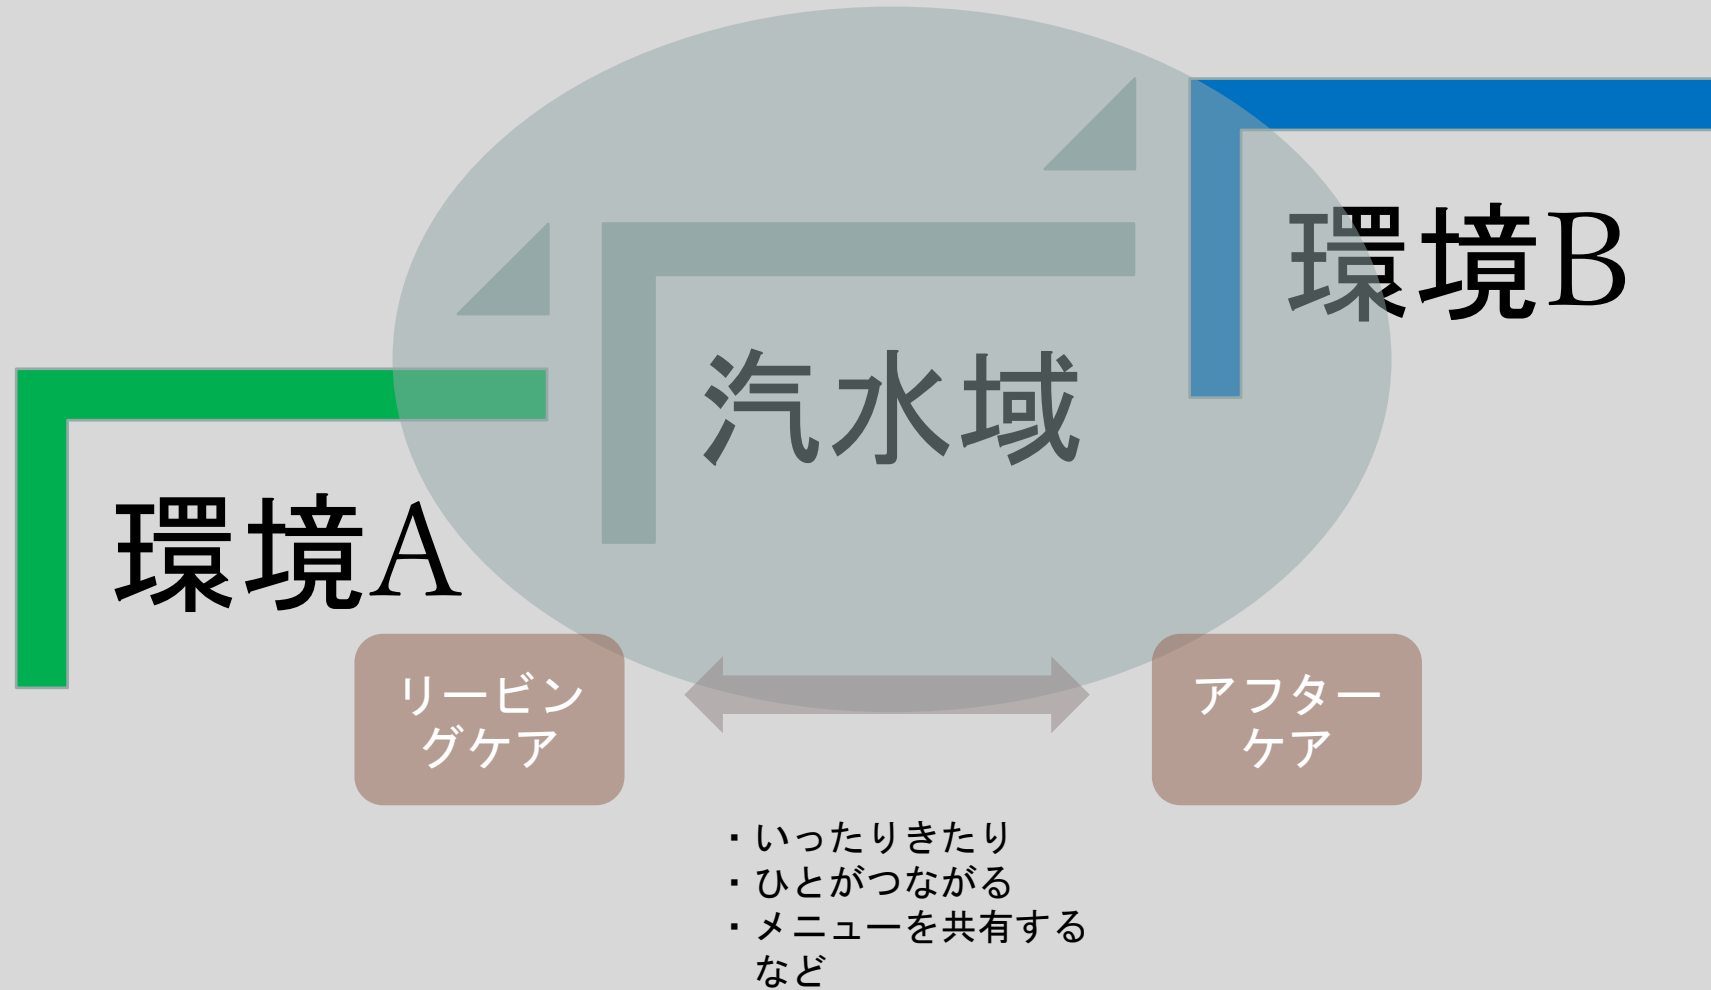 環境B
汽水域
環境A
リービン
グケア
アフター
ケア
・いったりきたり
・ひとがつながる
・メニューを共有する
など